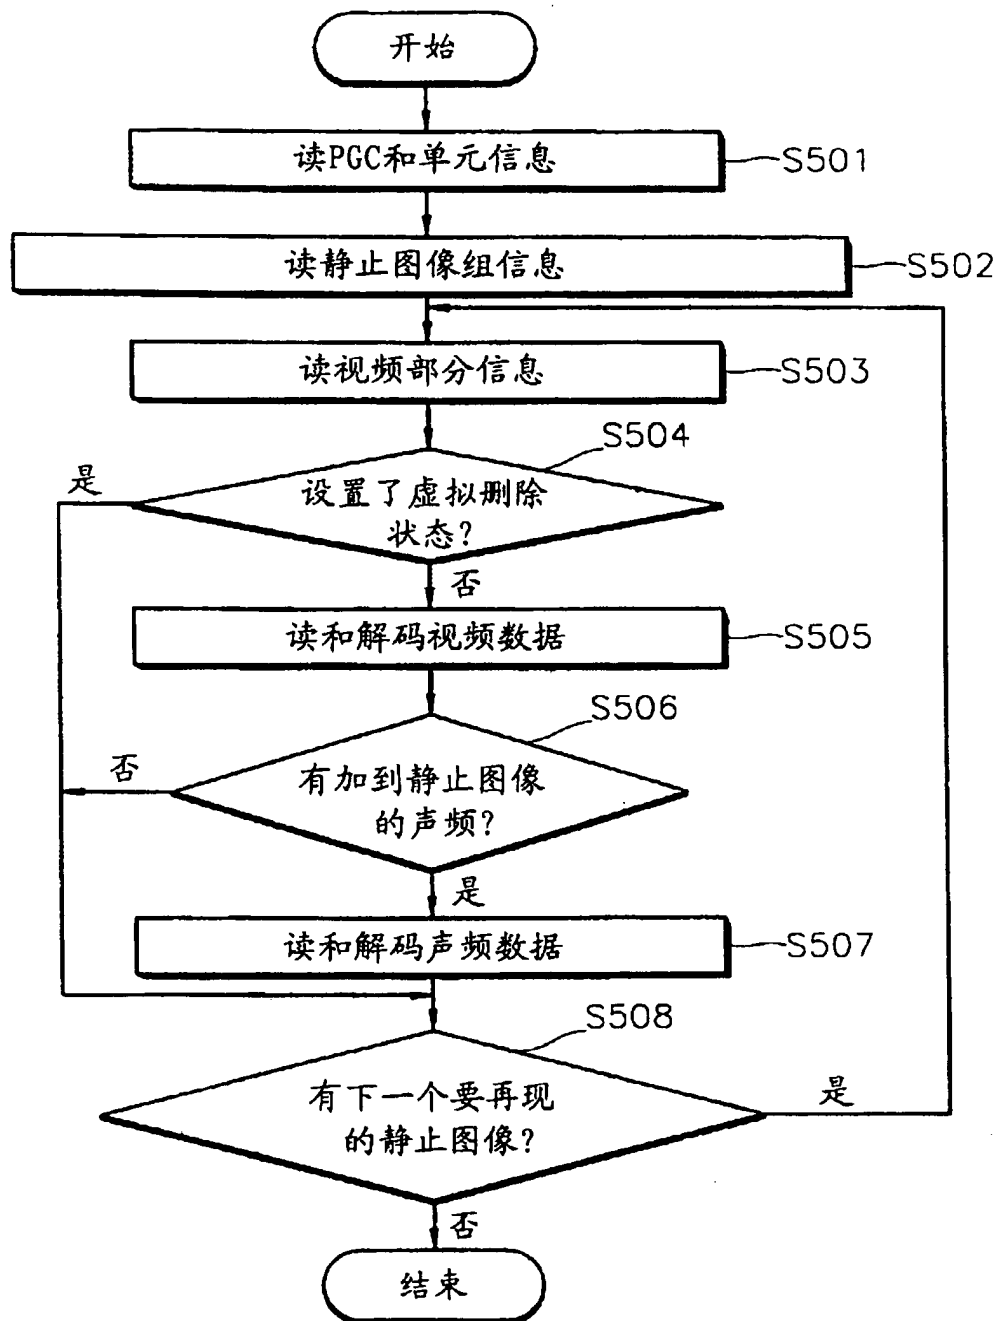 开始
读PGC和单元信息
S501
读静止图像组信息
S502
读视频部分信息
S503
S504
是
设置了虚拟删除
状态?
否
读和解码视频数据
S505
S506
否
有加到静止图像
的声频?
是
读和解码声频数据
S507
S508
有下一个要再现
的静止图像?
是
否
结束